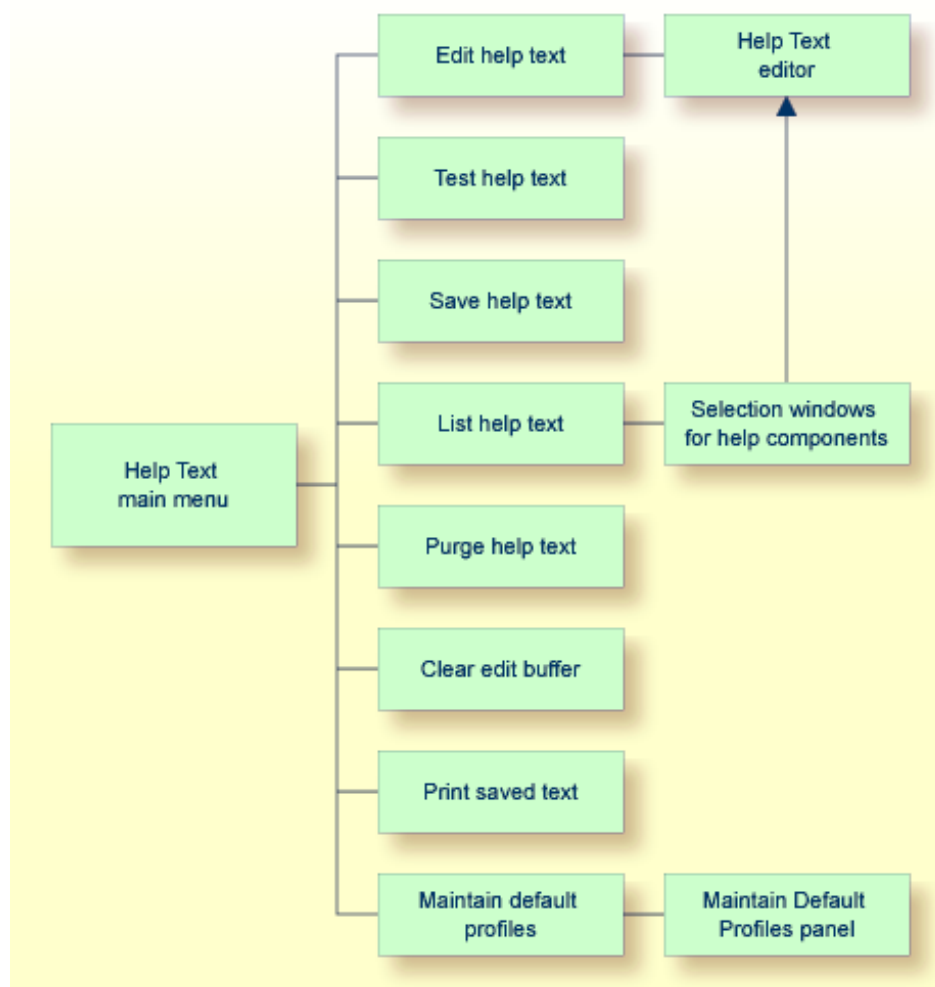 Edit help text
Help Text
editor
Test help text
Save help text
List help text
Selection windows
for help components
Help Text
main menu
Purge help text
Clear edit buffer
Print saved text
Maintain default
profiles
Maintain Default
Profiles panel